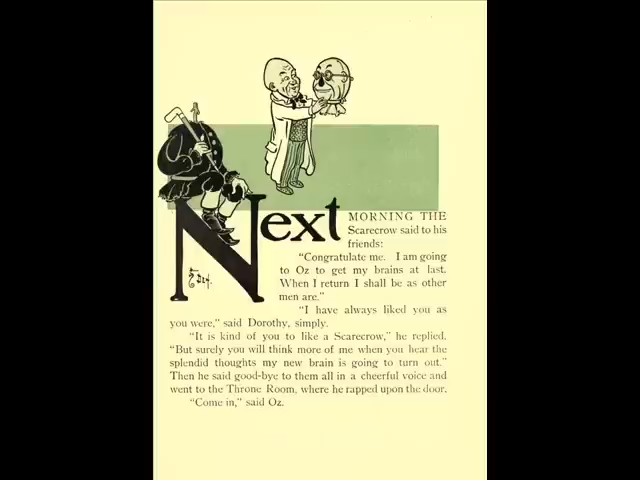 Next MORNING THE
Scarecrow said to his
friends:
"Congratulate me. I am going
to Oz to get my brains at last.
When I return I shall be as other
men are."
"I have always liked you as
you were," said Dorothy, simply.
"It is kind of you to like a Scarecrow," he replied.
"But surely you will think more of me when you hear the
splendid thoughts my new brain is going to turn out."
Then he said good-bye to them all in a cheerful voice and
went to the Throne Room, where he rapped upon the door.
"Come in," said Oz.